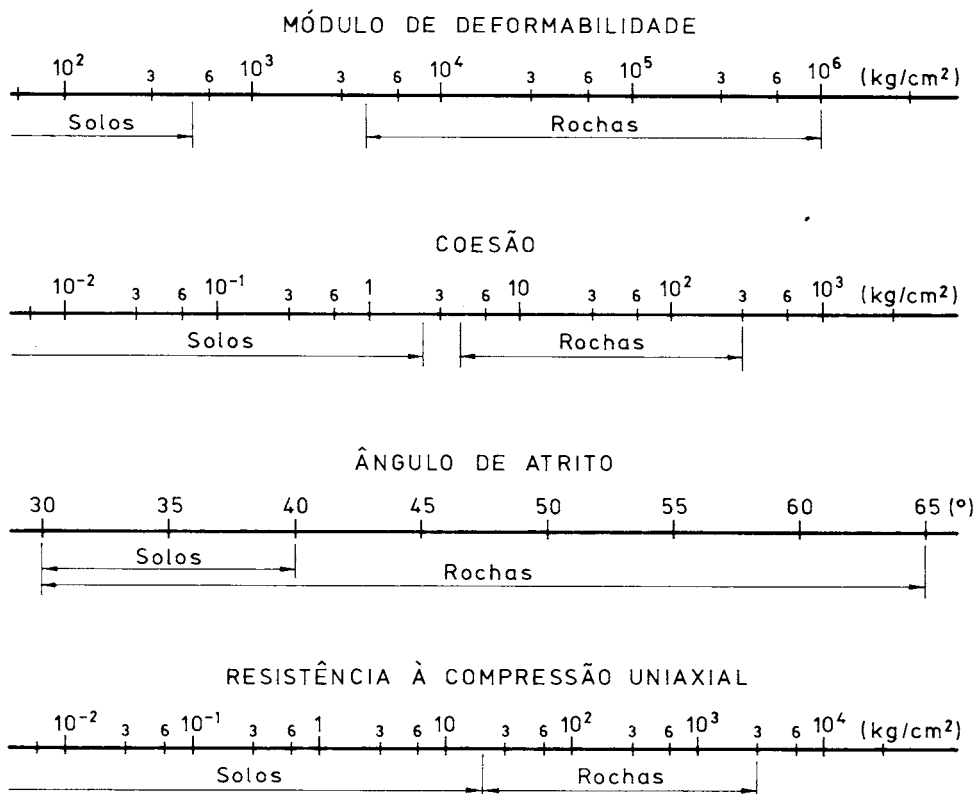 MÓDULO DE DEFORMABILIDADE
10² 3 6 10³ 3 6 10⁴ 3 6 10⁵ 3 6 10⁶ (kg/cm²)
Solos Rochas
COESÃO
10⁻² 3 6 10⁻¹ 3 6 1 3 6 10 3 6 10² 3 6 10³ (kg/cm²)
Solos Rochas
ÂNGULO DE ATRITO
30 35 40 45 50 55 60 65 (º)
Solos
Rochas
RESISTÊNCIA À COMPRESSÃO UNIAXIAL
10⁻² 3 6 10⁻¹ 3 6 1 3 6 10 3 6 10² 3 6 10³ 3 6 10⁴ (kg/cm²)
Solos Rochas